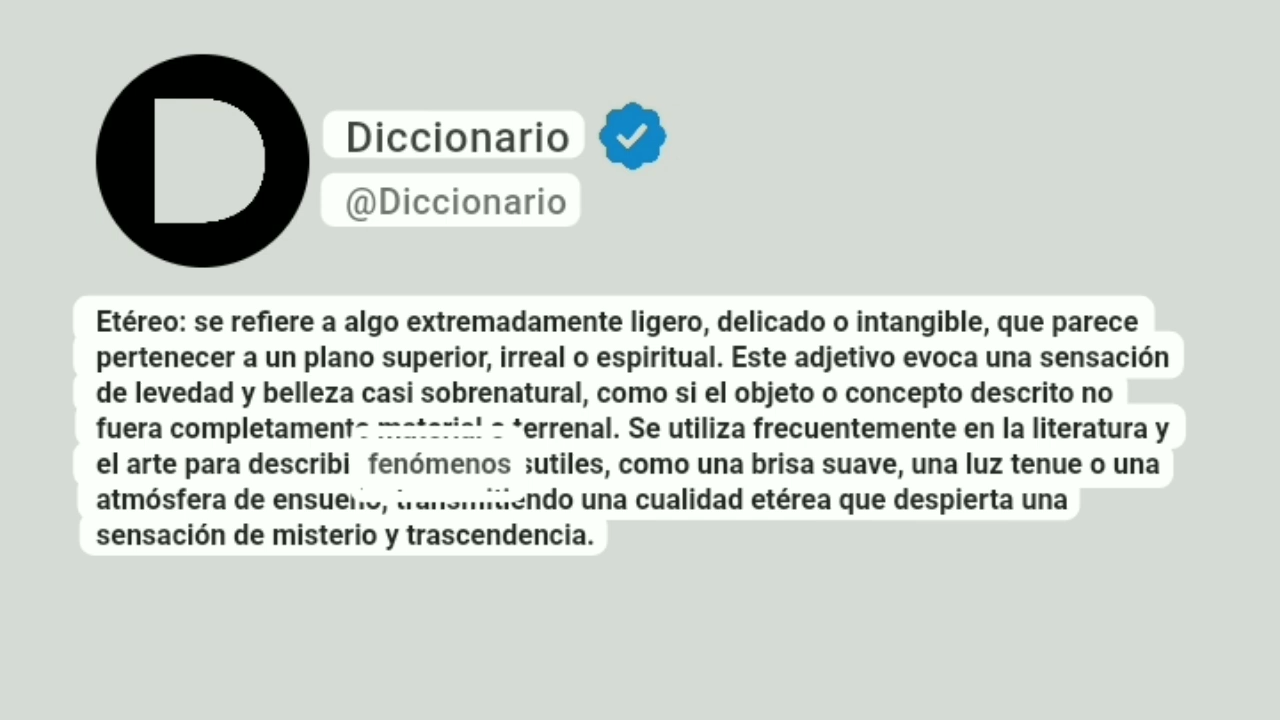 D
Diccionario
@Diccionario
Etéreo: se refiere a algo extremadamente ligero, delicado o intangible, que parece
pertenecer a un plano superior, irreal o espiritual. Este adjetivo evoca una sensación
de levedad y belleza casi sobrenatural, como si el objeto o concepto descrito no
fuera completamente material o terrenal. Se utiliza frecuentemente en la literatura y
el arte para describi fenómenos sutiles, como una brisa suave, una luz tenue o una
atmósfera de ensueño, transmitiendo una cualidad etérea que despierta una
sensación de misterio y trascendencia.